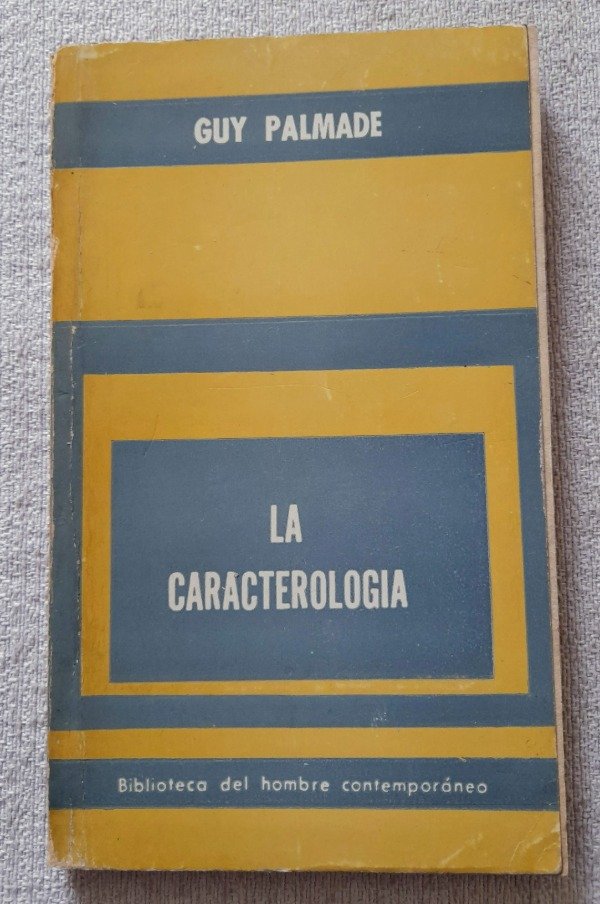 GUY PALMADE
LA
CARACTEROLOGIA
Biblioteca del hombre contemporáneo